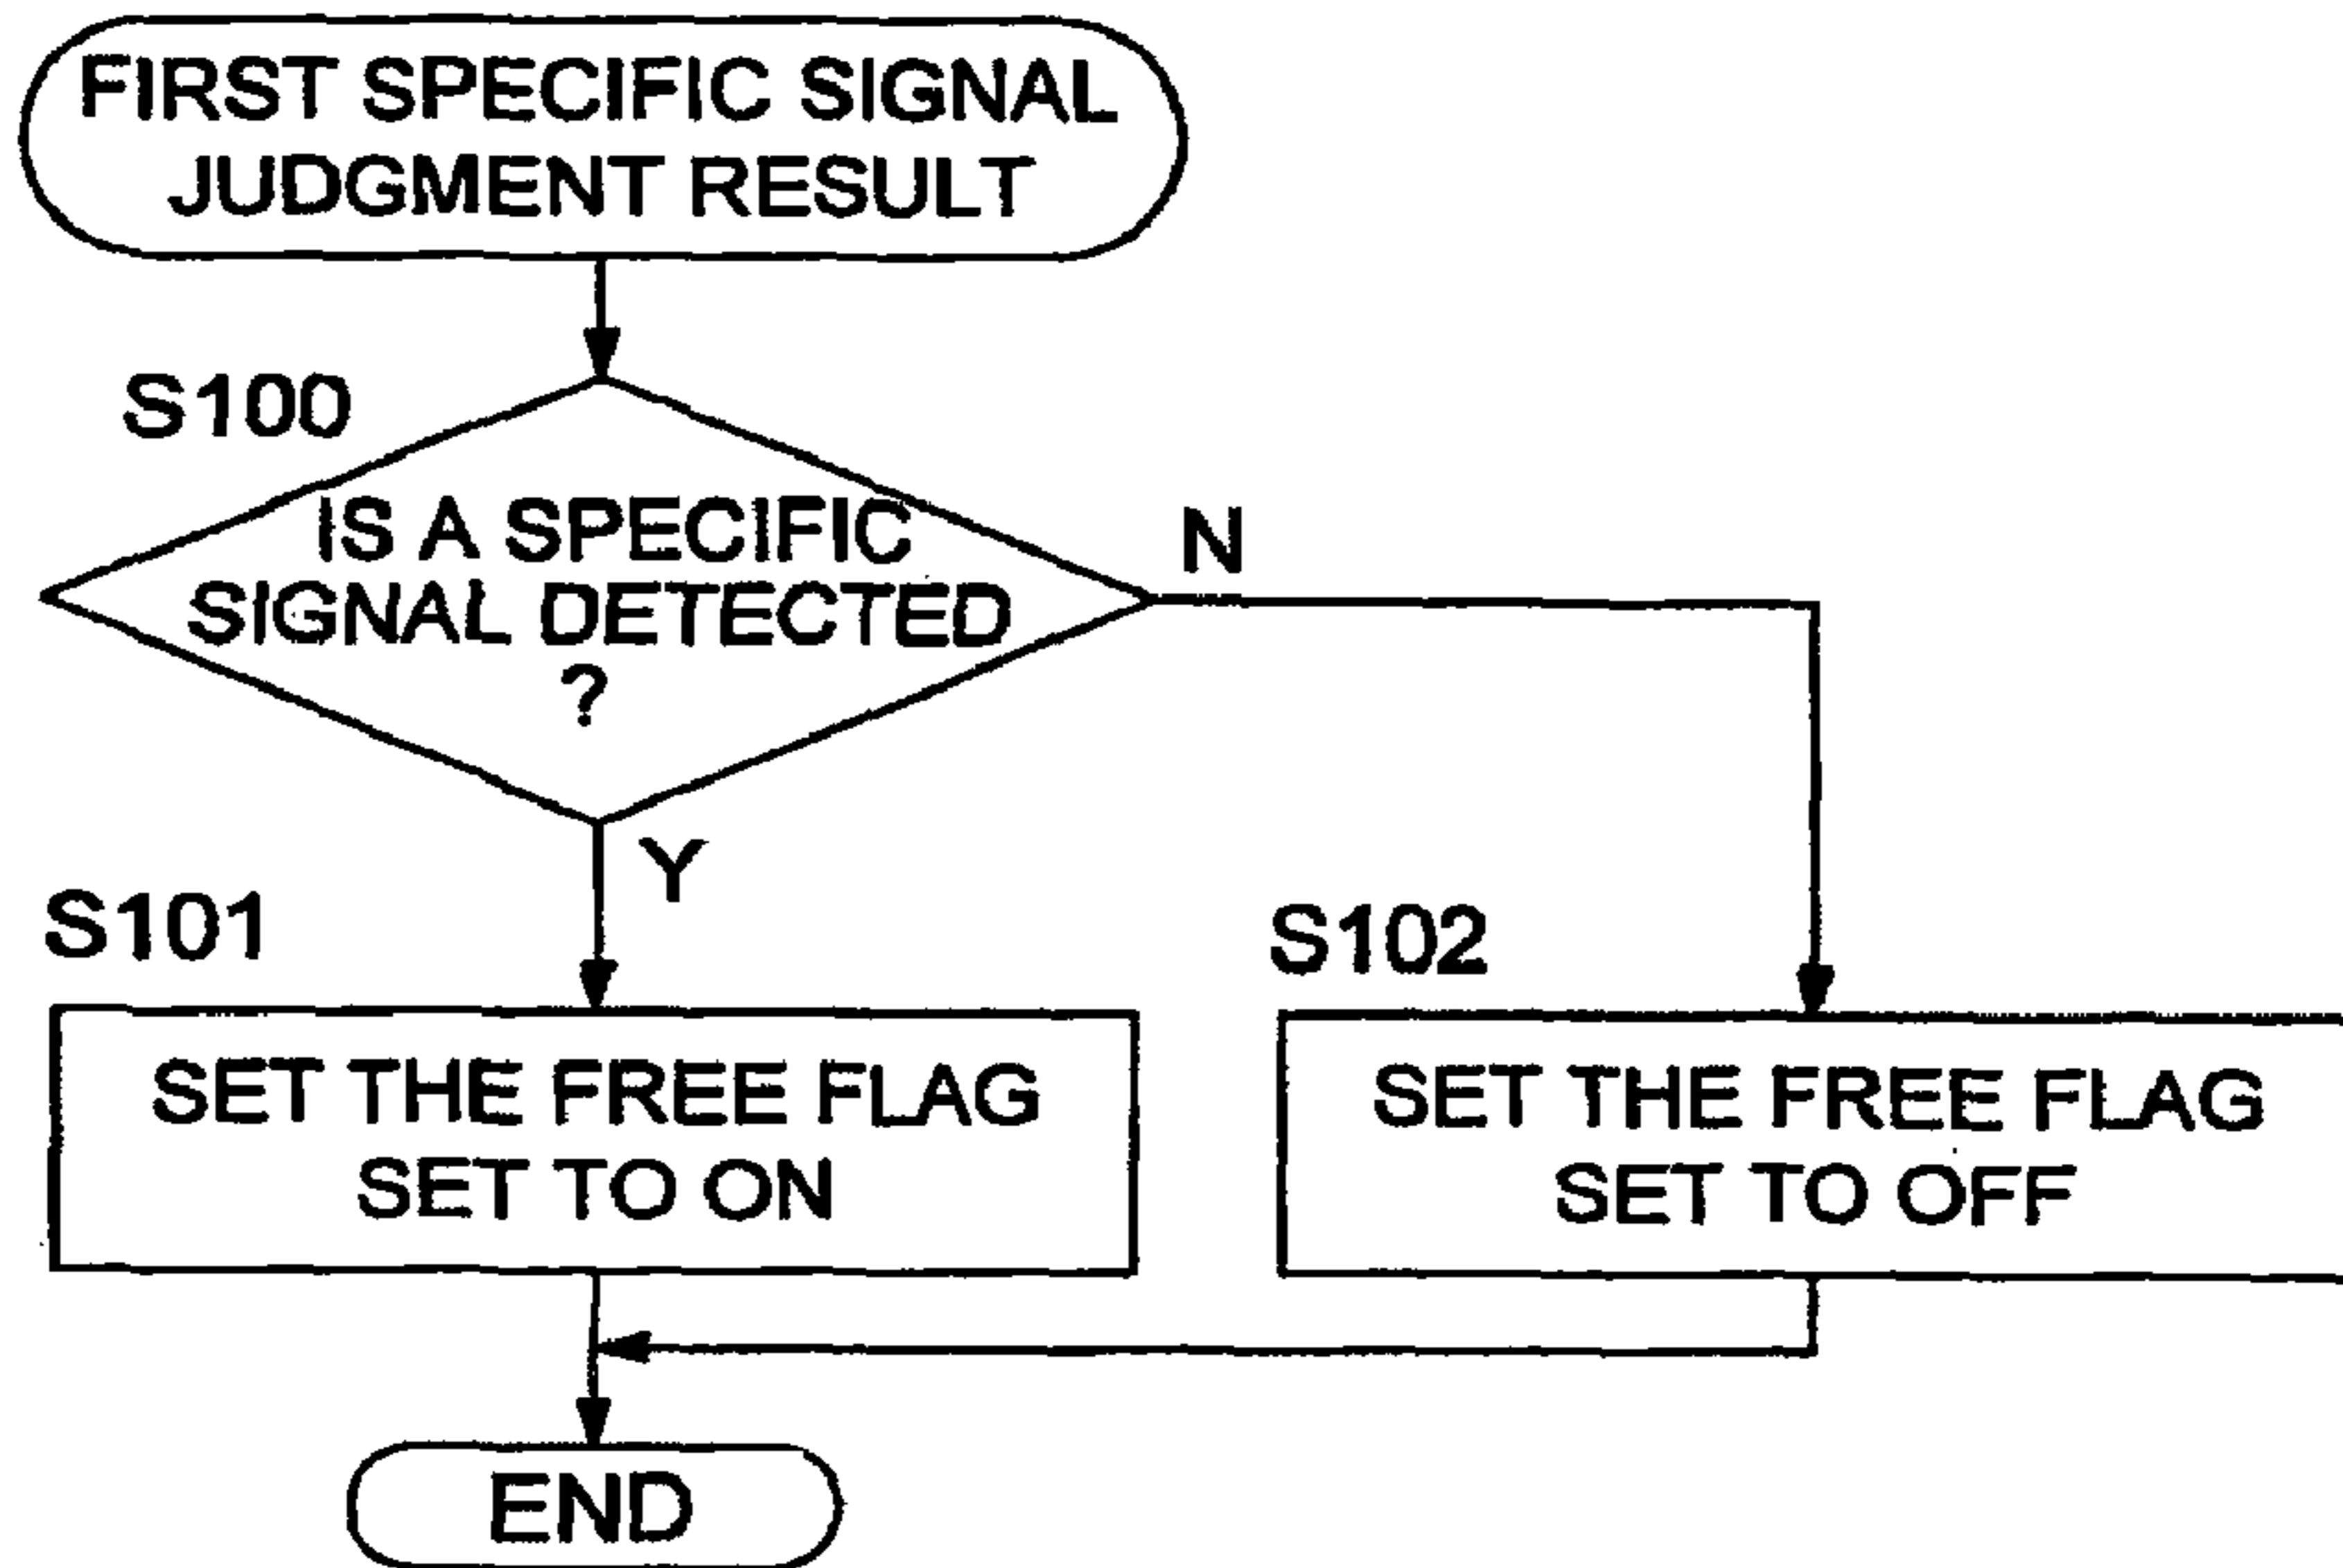 FIRST SPECIFIC SIGNAL
JUDGMENT RESULT
S100
IS A SPECIFIC
SIGNAL DETECTED
?
N
Y
S101
SET THE FREE FLAG
SET TO ON
S102
SET THE FREE FLAG
SET TO OFF
END